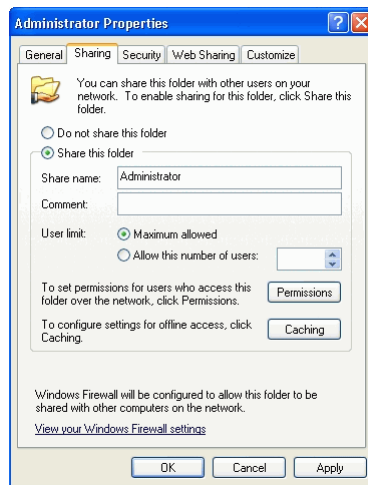 Administrator Properties
General Sharing Security Web Sharing Customize
You can share this folder with other users on your
network. To enable sharing for this folder, click Share this
folder.
Do not share this folder
Share this folder
Share name: Administrator
Comment:
User limit: Maximum allowed
Allow this number of users:
To set permissions for users who access this
folder over the network, click Permissions.
Permissions
To configure settings for offline access, click
Caching.
Caching
Windows Firewall will be configured to allow this folder to be
shared with other computers on the network.
View your Windows Firewall settings
OK Cancel Apply